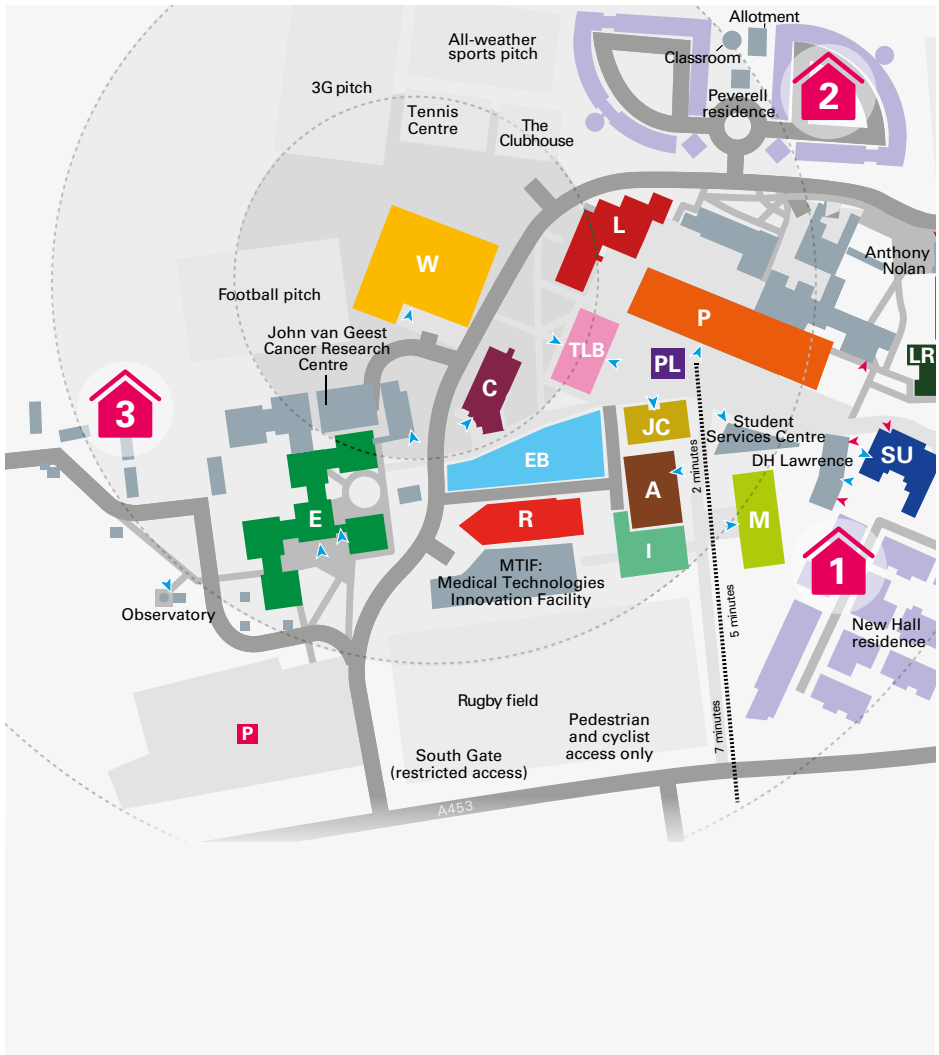 Allotment
All-weather
sports pitch
Classroom
3G pitch
2
Peverell
residence
Tennis
Centre
The
Clubhouse
L
Anthony
Nolan
W
Football pitch
P
John van Geest
Cancer Research
Centre
TLB
PL
LR
C
3
JC
Student
Services Centre
DH Lawrence
SU
EB
2 minutes
A
E
R
M
I
1
MTIF:
Medical Technologies
Innovation Facility
Observatory
5 minutes
New Hall
residence
Rugby field
P
Pedestrian
and cyclist
access only
7 minutes
South Gate
(restricted access)
A453